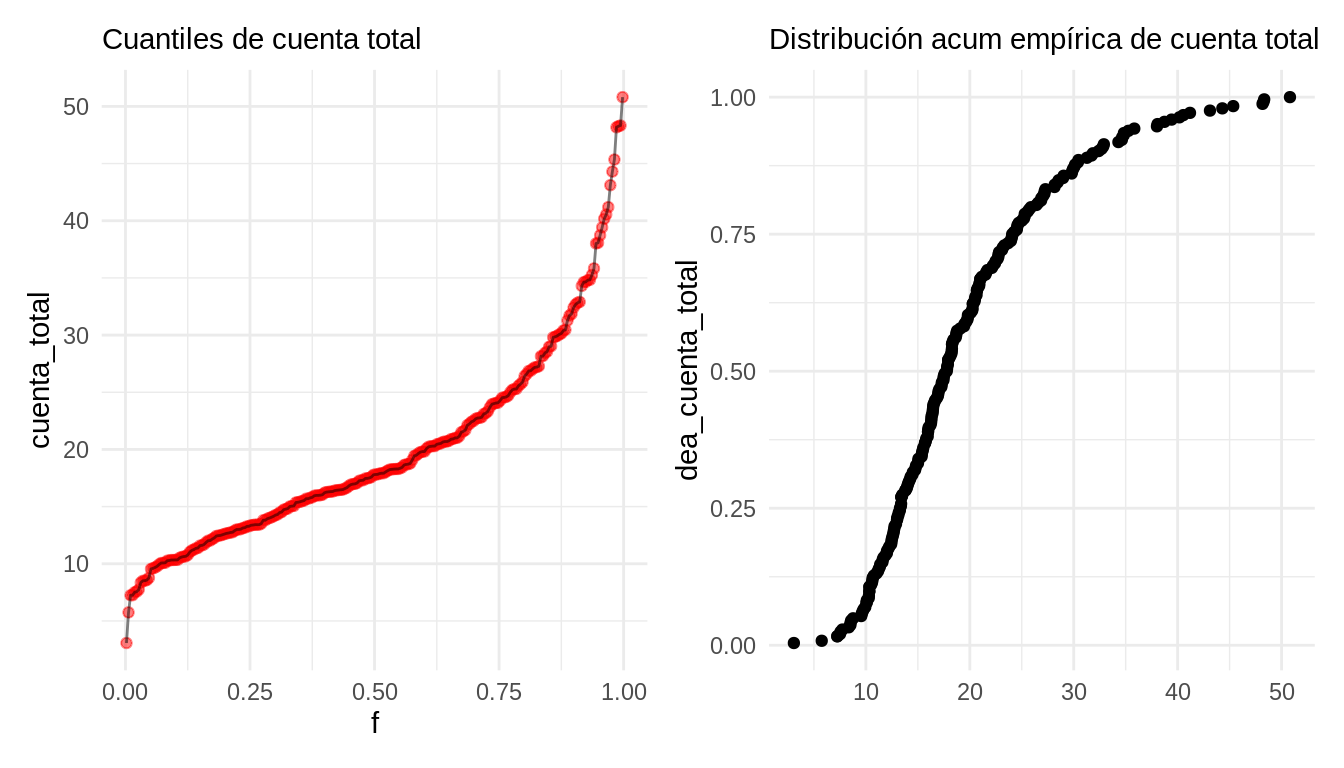 Cuantiles de cuenta total
cuenta_total
50
40
30
20
10
0.00 0.25 0.50 0.75 1.00
f
Distribución acum empírica de cuenta total
dea_cuenta_total
1.00
0.75
0.50
0.25
0.00
10 20 30 40 50